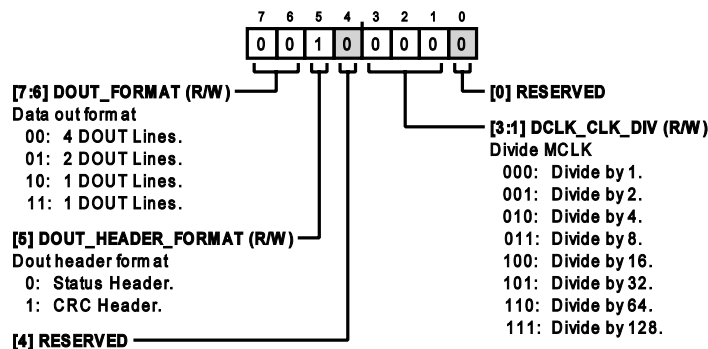 7 6 5 4 3 2 1 0
0 0 1 0 0 0 0 0
[7:6] DOUT_FORMAT (R/W)
Data out format
00: 4 DOUT Lines.
01: 2 DOUT Lines.
10: 1 DOUT Lines.
11: 1 DOUT Lines.
[5] DOUT_HEADER_FORMAT (R/W)
Dout header format
0: Status Header.
1: CRC Header.
[4] RESERVED
[0] RESERVED
[3:1] DCLK_CLK_DIV (R/W)
Divide MCLK
000: Divide by 1.
001: Divide by 2.
010: Divide by 4.
011: Divide by 8.
100: Divide by 16.
101: Divide by 32.
110: Divide by 64.
111: Divide by 128.